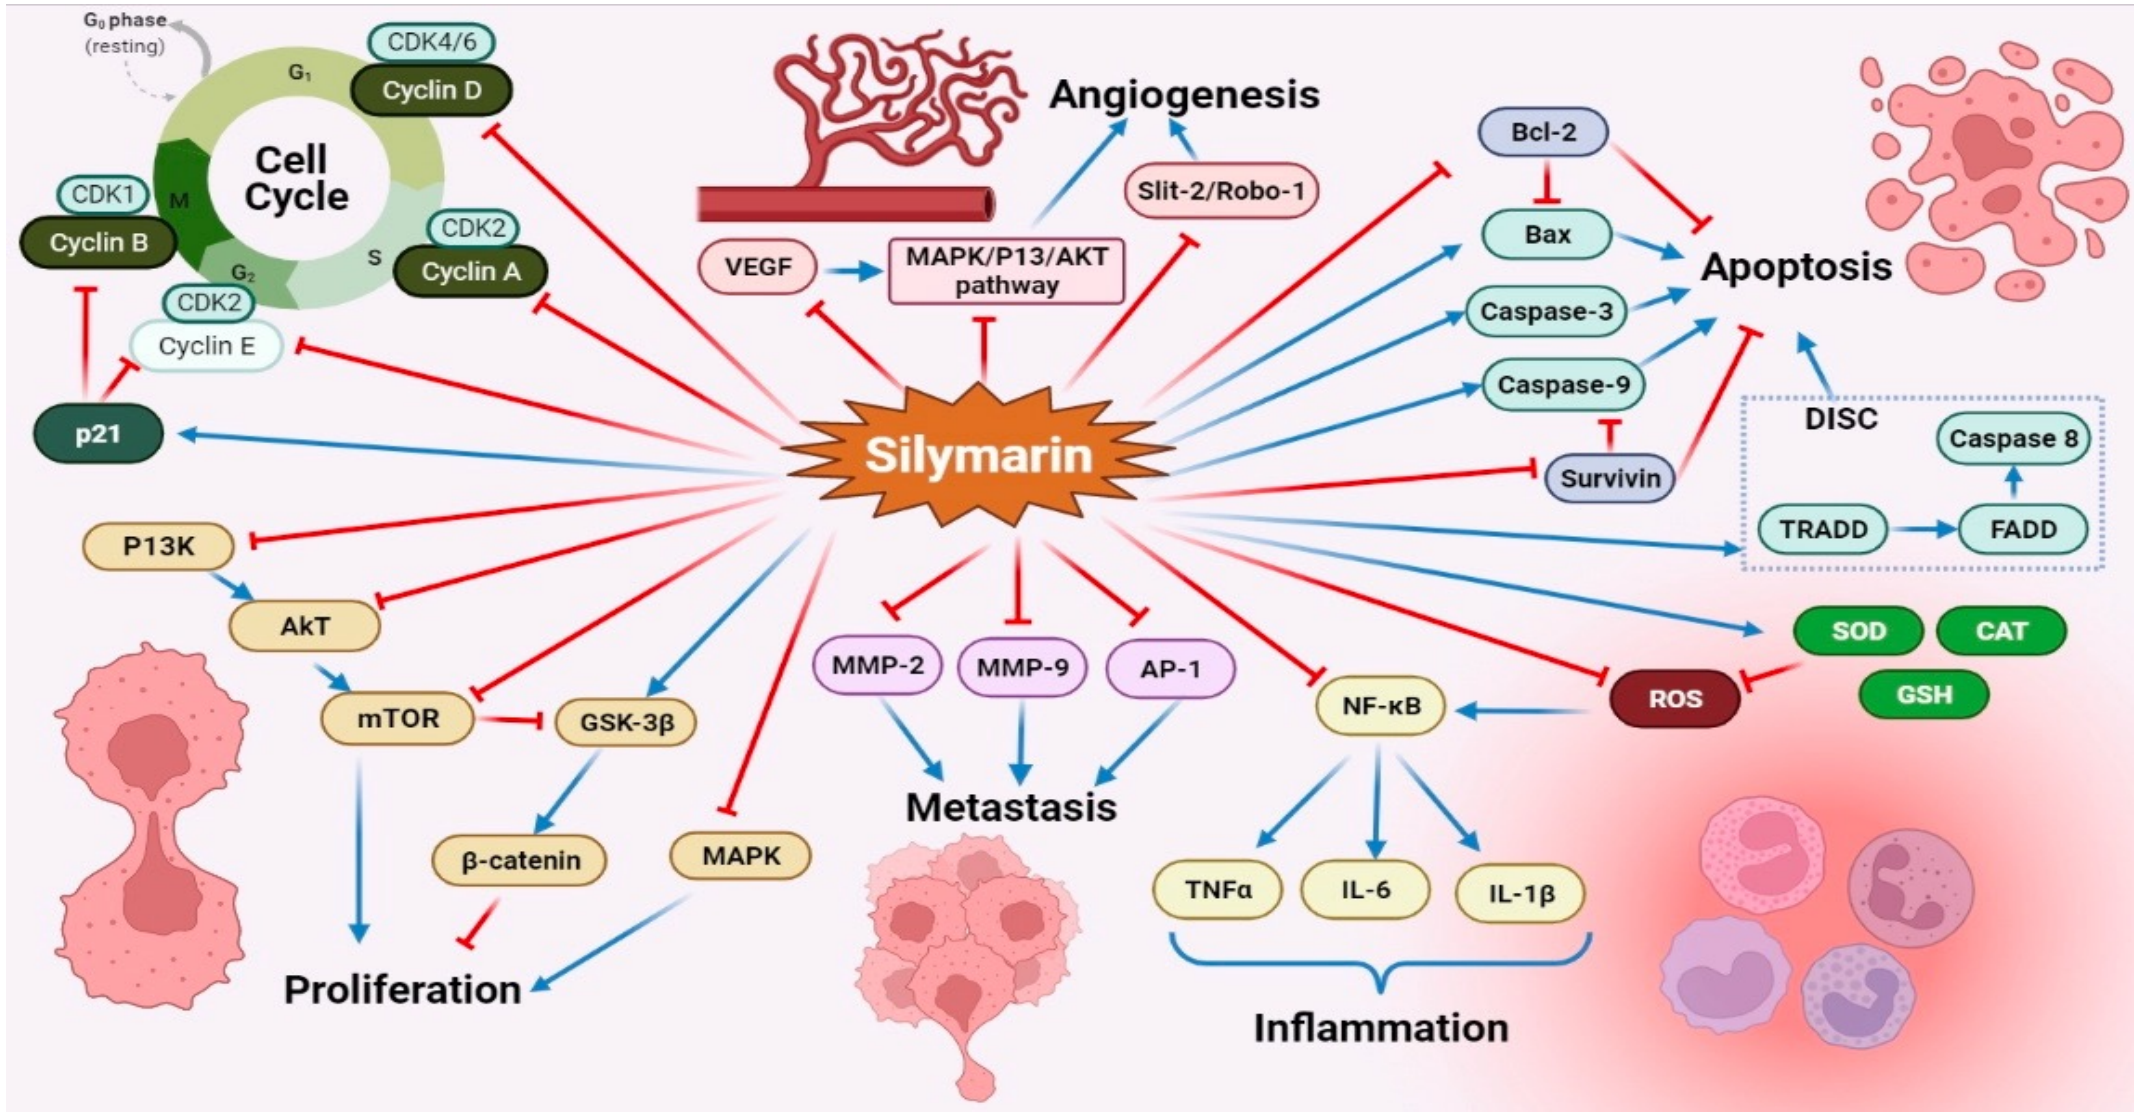 G₀ phase
(resting)
G₁
CDK4/6
Cyclin D
Cell
Cycle
CDK1
Cyclin B
M
CDK2
Cyclin A
S
G₂
CDK2
Cyclin E
p21
Angiogenesis
Slit-2/Robo-1
VEGF
MAPK/P13/AKT
pathway
Bcl-2
Bax
Apoptosis
Caspase-3
Caspase-9
Survivin
DISC
Caspase 8
TRADD
FADD
Silymarin
P13K
AkT
mTOR
GSK-3β
β-catenin
MAPK
Proliferation
MMP-2
MMP-9
AP-1
Metastasis
SOD
CAT
GSH
ROS
NF-κB
TNFα
IL-6
IL-1β
Inflammation